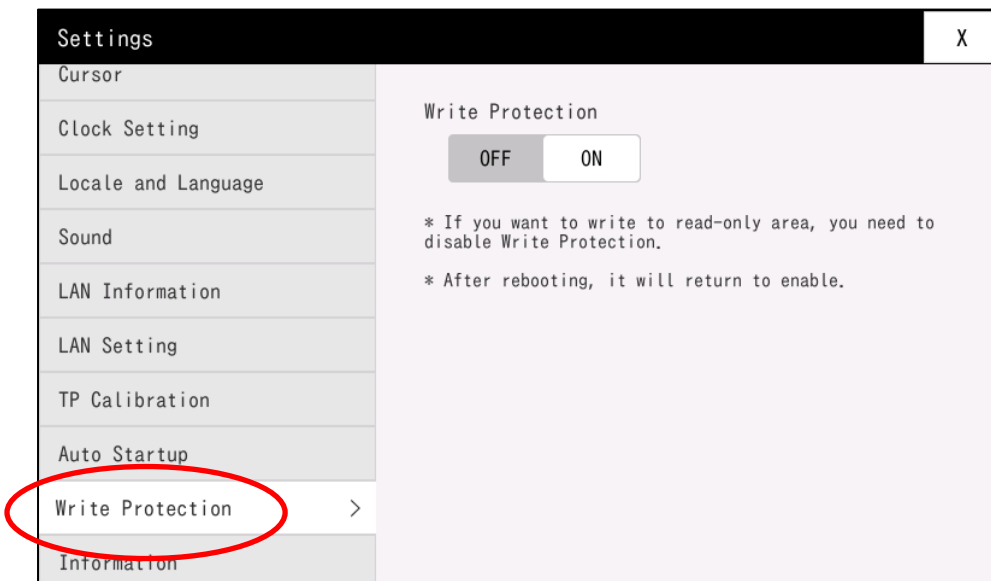 Settings
X
Cursor
Clock Setting
Locale and Language
Sound
LAN Information
LAN Setting
TP Calibration
Auto Startup
Write Protection >
Information
Write Protection
OFF ON
* If you want to write to read-only area, you need to
disable Write Protection.
* After rebooting, it will return to enable.